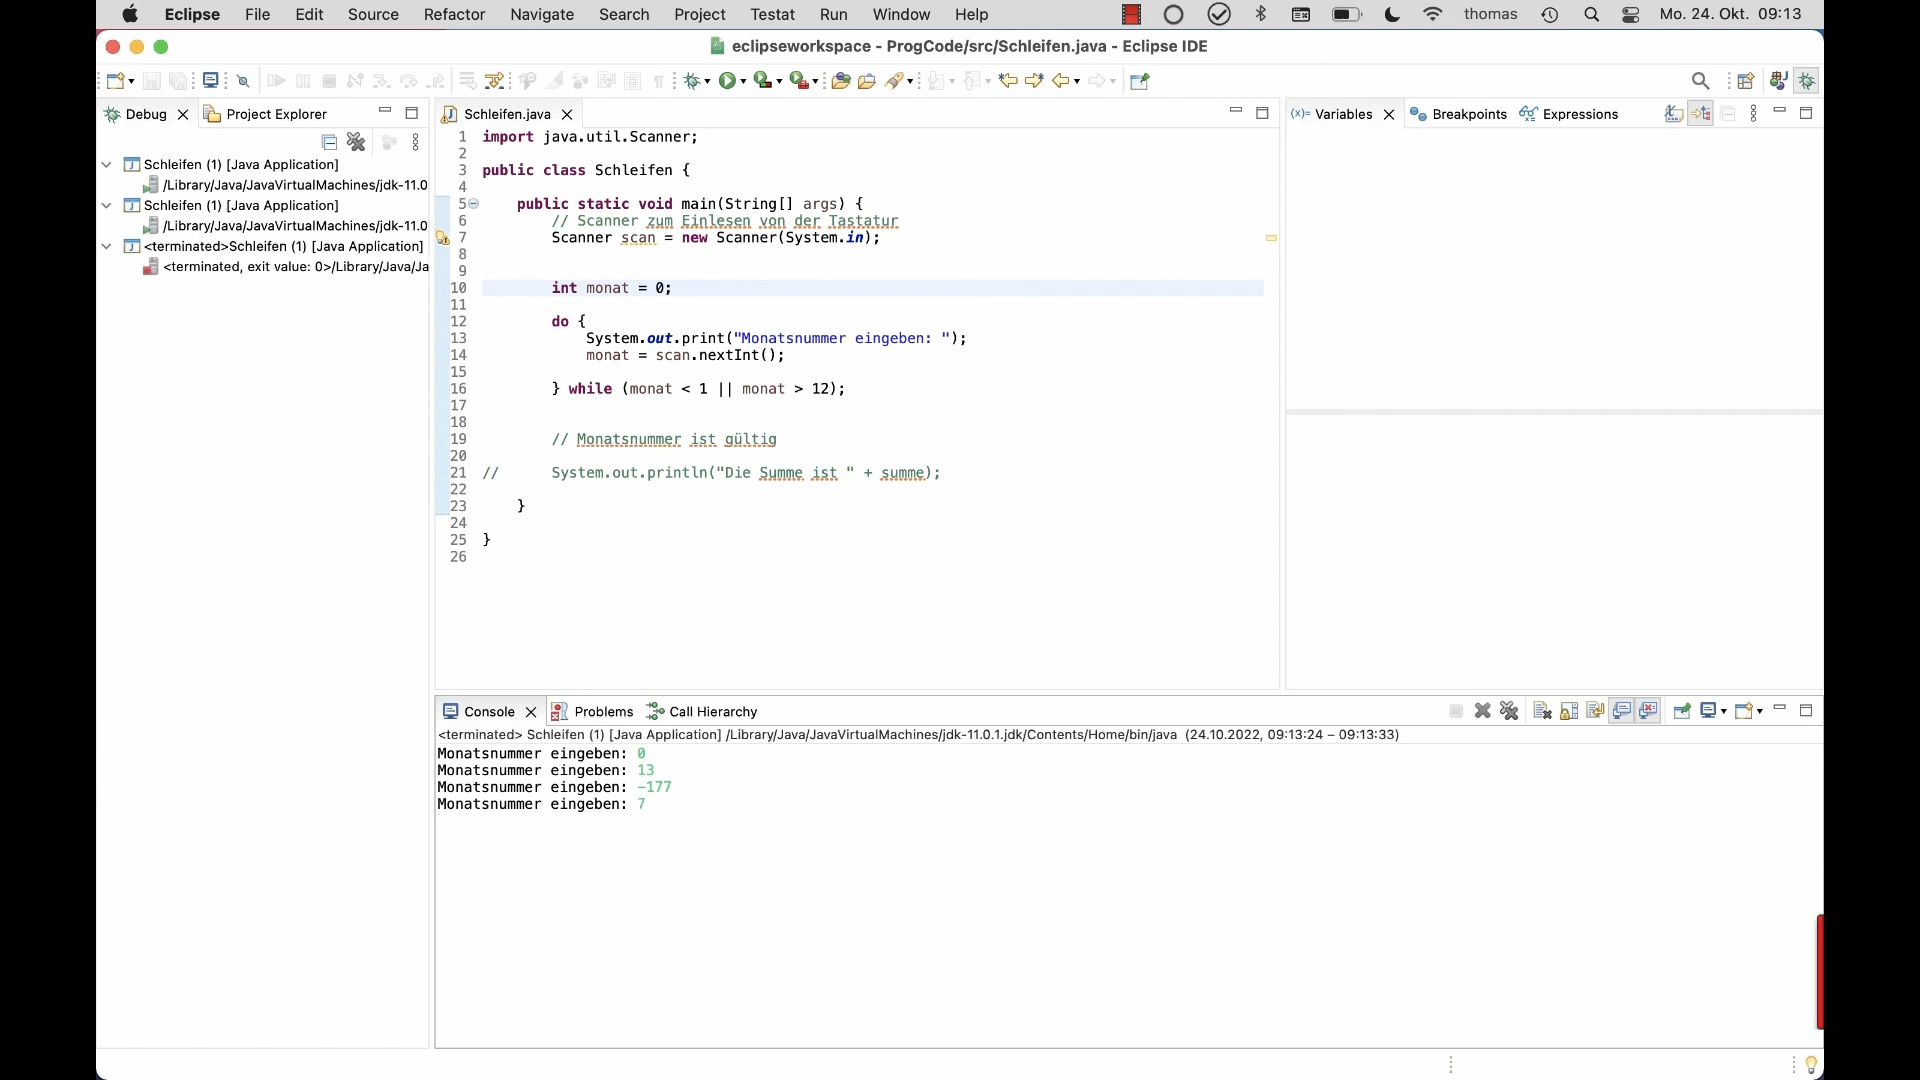 Eclipse File Edit Source Refactor Navigate Search Project Testat Run Window Help thomas Mo. 24. Okt. 09:13
eclipseworkspace - ProgCode/src/Schleifen.java - Eclipse IDE
Debug Project Explorer
Schleifen (1) [Java Application]
/Library/Java/JavaVirtualMachines/jdk-11.0
Schleifen (1) [Java Application]
/Library/Java/JavaVirtualMachines/jdk-11.0
<terminated>Schleifen (1) [Java Application]
<terminated, exit value: 0>/Library/Java/Ja
Schleifen.java
1 import java.util.Scanner;
2
3 public class Schleifen {
4
5 public static void main(String[] args) {
6 // Scanner zum Einlesen von der Tastatur
7 Scanner scan = new Scanner(System.in);
8
9
10 int monat = 0;
11
12 do {
13 System.out.print("Monatsnummer eingeben: ");
14 monat = scan.nextInt();
15
16 } while (monat < 1 || monat > 12);
17
18
19 // Monatsnummer ist gültig
20
21 // System.out.println("Die Summe ist " + summe);
22
23 }
24
25 }
26
(x)= Variables Breakpoints Expressions
Console Problems Call Hierarchy
<terminated> Schleifen (1) [Java Application] /Library/Java/JavaVirtualMachines/jdk-11.0.1.jdk/Contents/Home/bin/java (24.10.2022, 09:13:24 – 09:13:33)
Monatsnummer eingeben: 0
Monatsnummer eingeben: 13
Monatsnummer eingeben: -177
Monatsnummer eingeben: 7